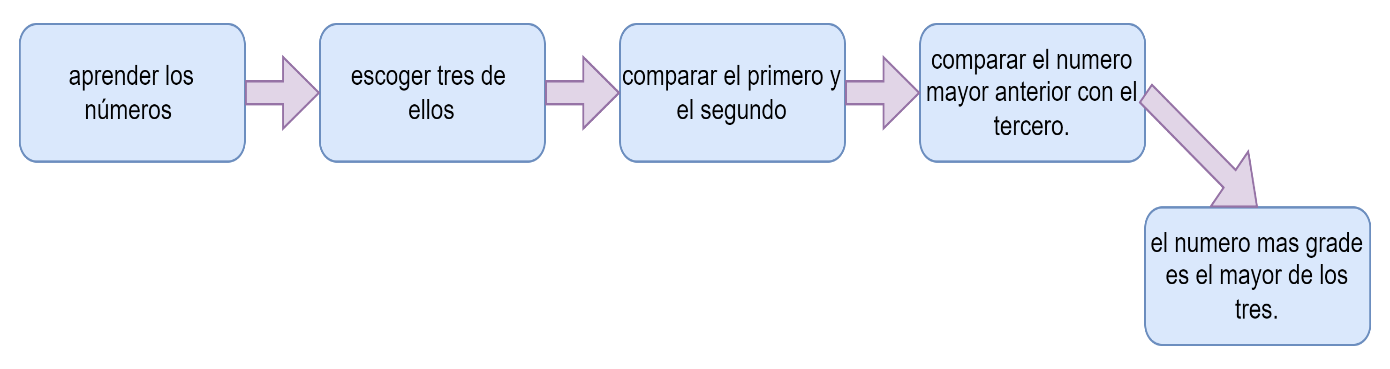 aprender los
números
escoger tres de
ellos
comparar el primero y
el segundo
comparar el numero
mayor anterior con el
tercero.
el numero mas grade
es el mayor de los
tres.